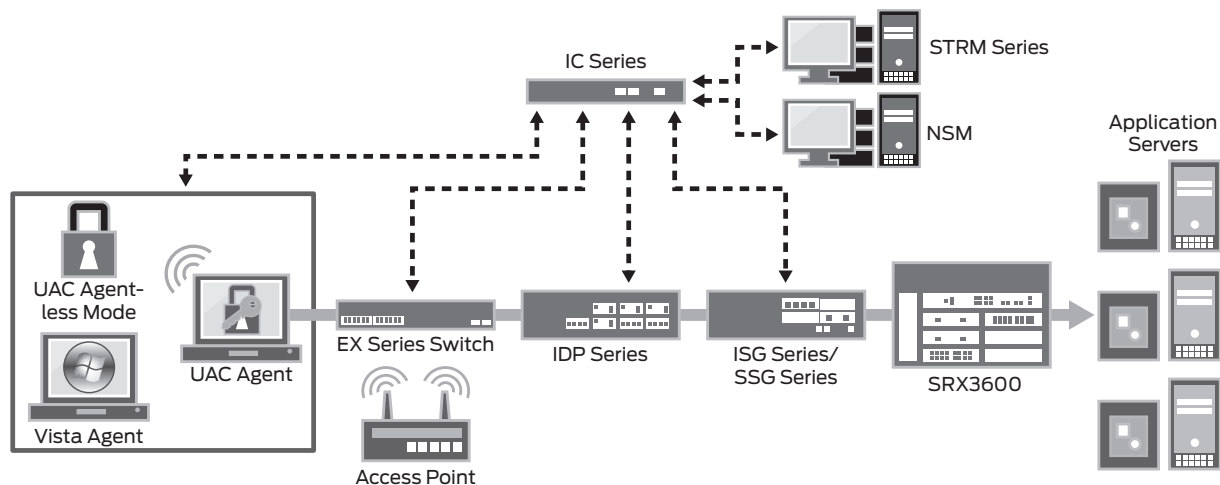 IC Series
STRM Series
NSM
Application
Servers
UAC Agent-
less Mode
UAC Agent
Vista Agent
EX Series Switch
Access Point
IDP Series
ISG Series/
SSG Series
SRX3600